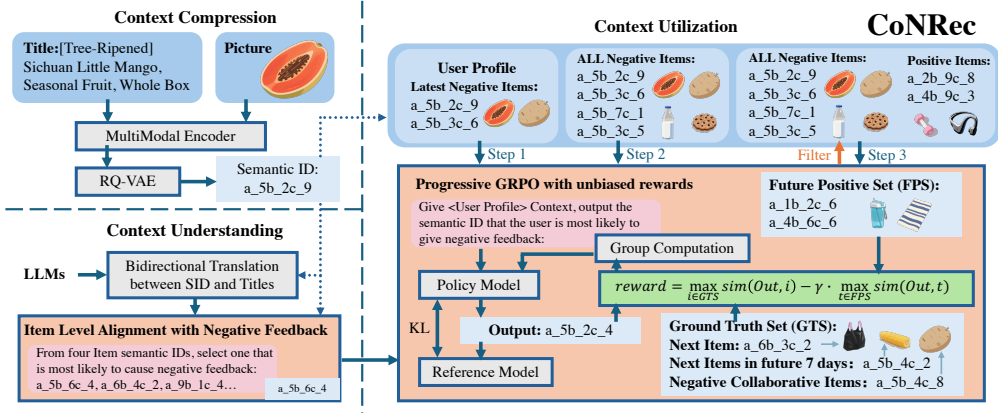 Context Compression
Title:[Tree-Ripened]
Sichuan Little Mango,
Seasonal Fruit, Whole Box
Picture
MultiModal Encoder
RQ-VAE
Semantic ID:
a_5b_2c_9
Context Understanding
LLMs
Bidirectional Translation
between SID and Titles
Item Level Alignment with Negative Feedback
From four Item semantic IDs, select one that
is most likely to cause negative feedback:
a_5b_6c_4, a_6b_4c_2, a_9b_1c_4…
a_5b_6c_4
Context Utilization
CoNRec
User Profile
Latest Negative Items:
a_5b_2c_9
a_5b_3c_6
ALL Negative Items:
a_5b_2c_9
a_5b_3c_6
a_5b_7c_1
a_5b_3c_5
ALL Negative Items:
a_5b_2c_9
a_5b_3c_6
a_5b_7c_1
a_5b_3c_5
Positive Items:
a_2b_9c_8
a_4b_9c_3
Step 1
Step 2
Filter
Step 3
Progressive GRPO with unbiased rewards
Give <User Profile> Context, output the
semantic ID that the user is most likely to
give negative feedback:
Future Positive Set (FPS):
a_1b_2c_6
a_4b_6c_6
Group Computation
Policy Model
reward = max i∈GTS sim(Out, i) − γ · max t∈FPS sim(Out, t)
KL
Output: a_5b_2c_4
Reference Model
Ground Truth Set (GTS):
Next Item: a_6b_3c_2
Next Items in future 7 days: a_5b_4c_2
Negative Collaborative Items: a_5b_4c_8